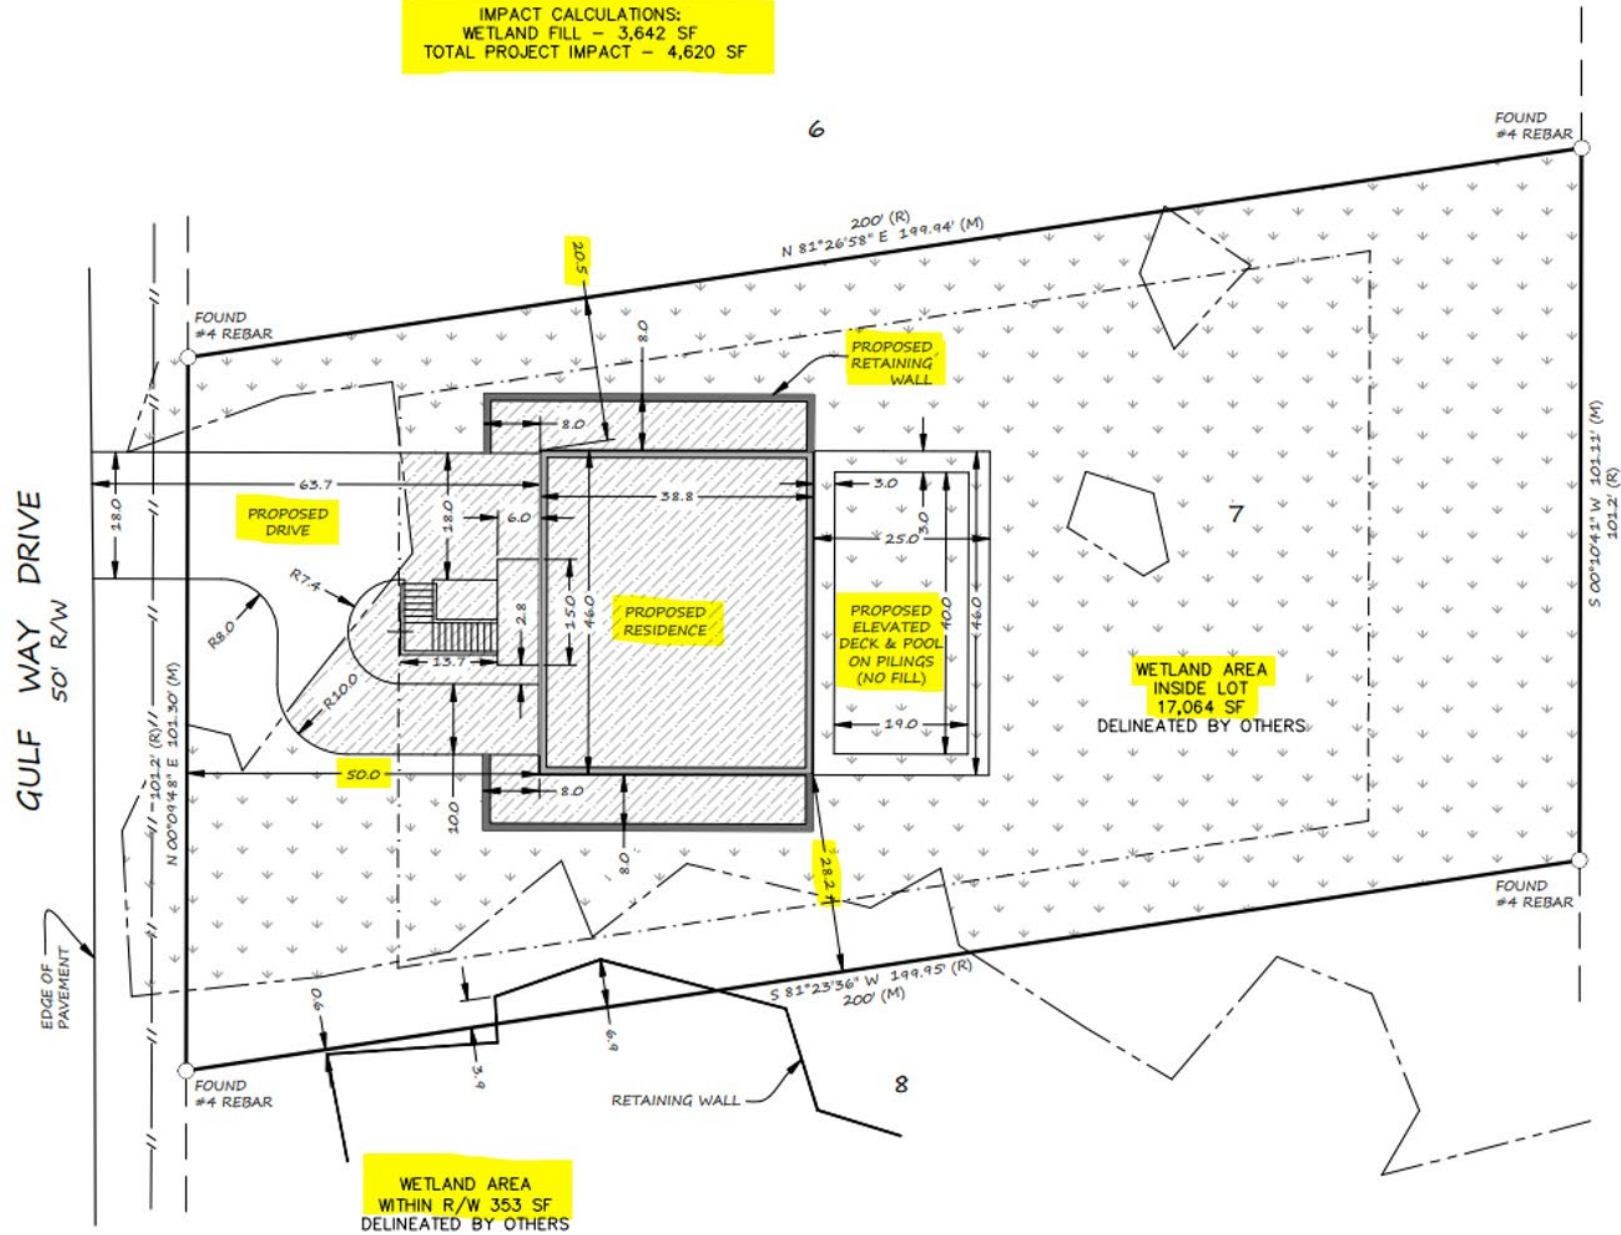 IMPACT CALCULATIONS:
WETLAND FILL - 3,642 SF
TOTAL PROJECT IMPACT - 4,620 SF
6
FOUND
#4 REBAR
200' (R)
N 81°26'58" E 199.94' (M)
20.5
FOUND
#4 REBAR
8.0
PROPOSED
RETAINING
WALL
8.0
63.7
18.0
PROPOSED
DRIVE
18.0
6.0
38.8
3.0
3.0
25.0
7
S 00°10'41" W 101.11' (M)
101.2' (R)
GULF WAY DRIVE
50' R/W
R7.4
R8.0
2.8
15.0
46.0
PROPOSED
RESIDENCE
PROPOSED
ELEVATED
DECK & POOL
ON PILINGS
(NO FILL)
40.0
46.0
13.7
R10.0
19.0
WETLAND AREA
INSIDE LOT
17,064 SF
DELINEATED BY OTHERS
101.2' (R)
N 00°09'48" E 101.30' (M)
50.0
10.0
8.0
8.0
28.2
FOUND
#4 REBAR
EDGE OF
PAVEMENT
S 81°23'36" W 199.95' (R)
200' (M)
0.6
3.9
6.9
FOUND
#4 REBAR
RETAINING WALL
8
WETLAND AREA
WITHIN R/W 353 SF
DELINEATED BY OTHERS